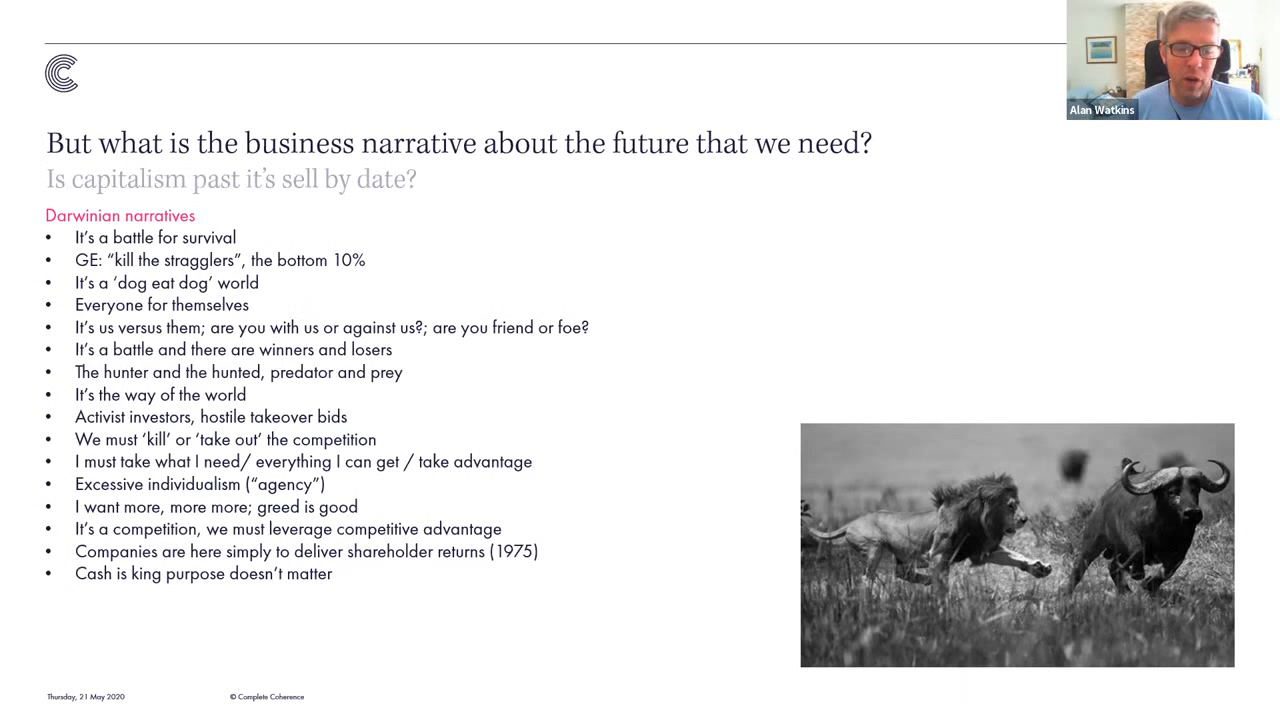 Alan Watkins
But what is the business narrative about the future that we need?
Is capitalism past it's sell by date?
Darwinian narratives
• It's a battle for survival
• GE: “kill the stragglers”, the bottom 10%
• It's a ‘dog eat dog’ world
• Everyone for themselves
• It's us versus them; are you with us or against us?; are you friend or foe?
• It's a battle and there are winners and losers
• The hunter and the hunted, predator and prey
• It's the way of the world
• Activist investors, hostile takeover bids
• We must ‘kill’ or ‘take out’ the competition
• I must take what I need/ everything I can get / take advantage
• Excessive individualism (“agency”)
• I want more, more more; greed is good
• It's a competition, we must leverage competitive advantage
• Companies are here simply to deliver shareholder returns (1975)
• Cash is king purpose doesn't matter
Thursday, 21 May 2020
© Complete Coherence